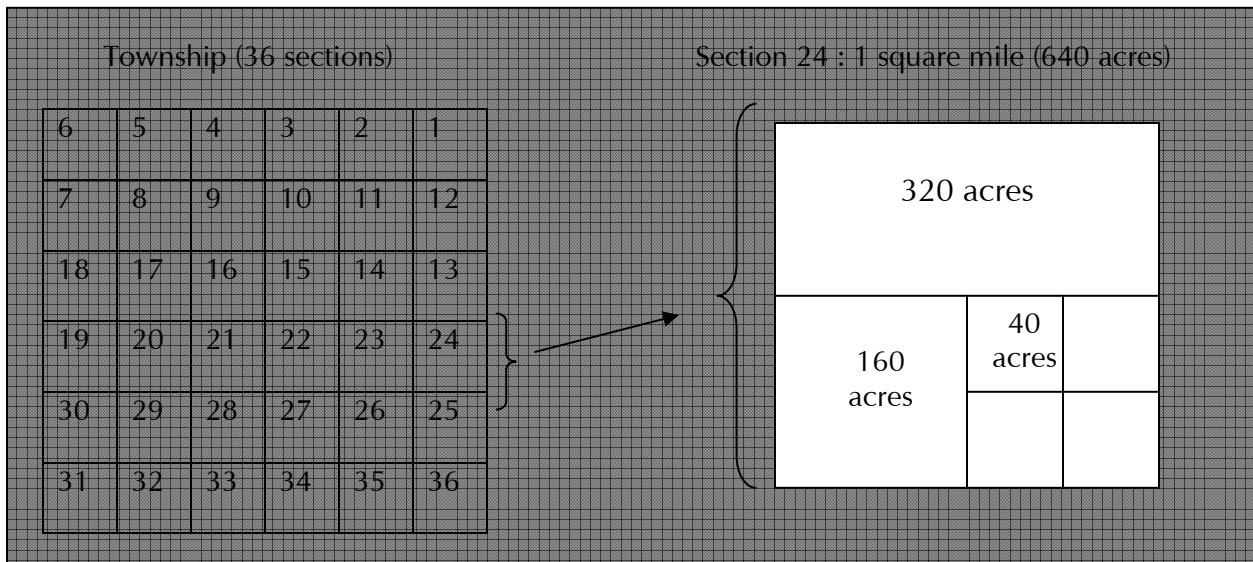 Township (36 sections)
Section 24 : 1 square mile (640 acres)
6 5 4 3 2 1
7 8 9 10 11 12
18 17 16 15 14 13
19 20 21 22 23 24
30 29 28 27 26 25
31 32 33 34 35 36
320 acres
160
acres
40
acres